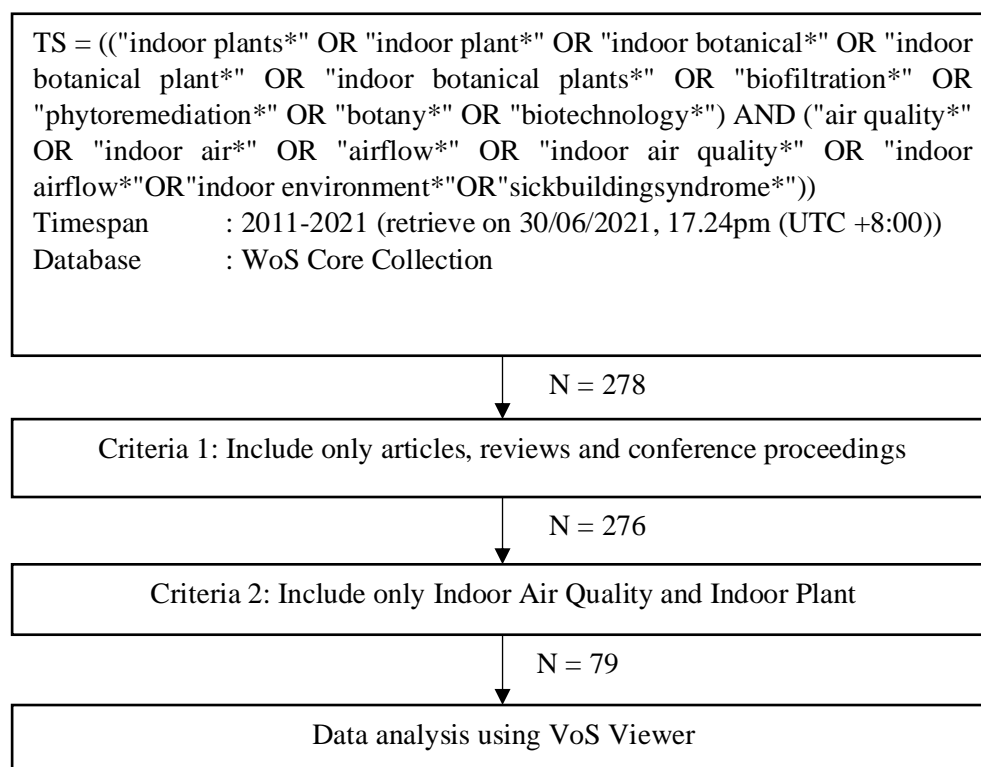 TS = (("indoor plants*" OR "indoor plant*" OR "indoor botanical*" OR "indoor
botanical plant*" OR "indoor botanical plants*" OR "biofiltration*" OR
"phytoremediation*" OR "botany*" OR "biotechnology*") AND ("air quality*"
OR "indoor air*" OR "airflow*" OR "indoor air quality*" OR "indoor
airflow*"OR"indoor environment*"OR"sickbuildingsyndrome*"))
Timespan : 2011-2021 (retrieve on 30/06/2021, 17.24pm (UTC +8:00))
Database : WoS Core Collection
N = 278
Criteria 1: Include only articles, reviews and conference proceedings
N = 276
Criteria 2: Include only Indoor Air Quality and Indoor Plant
N = 79
Data analysis using VoS Viewer